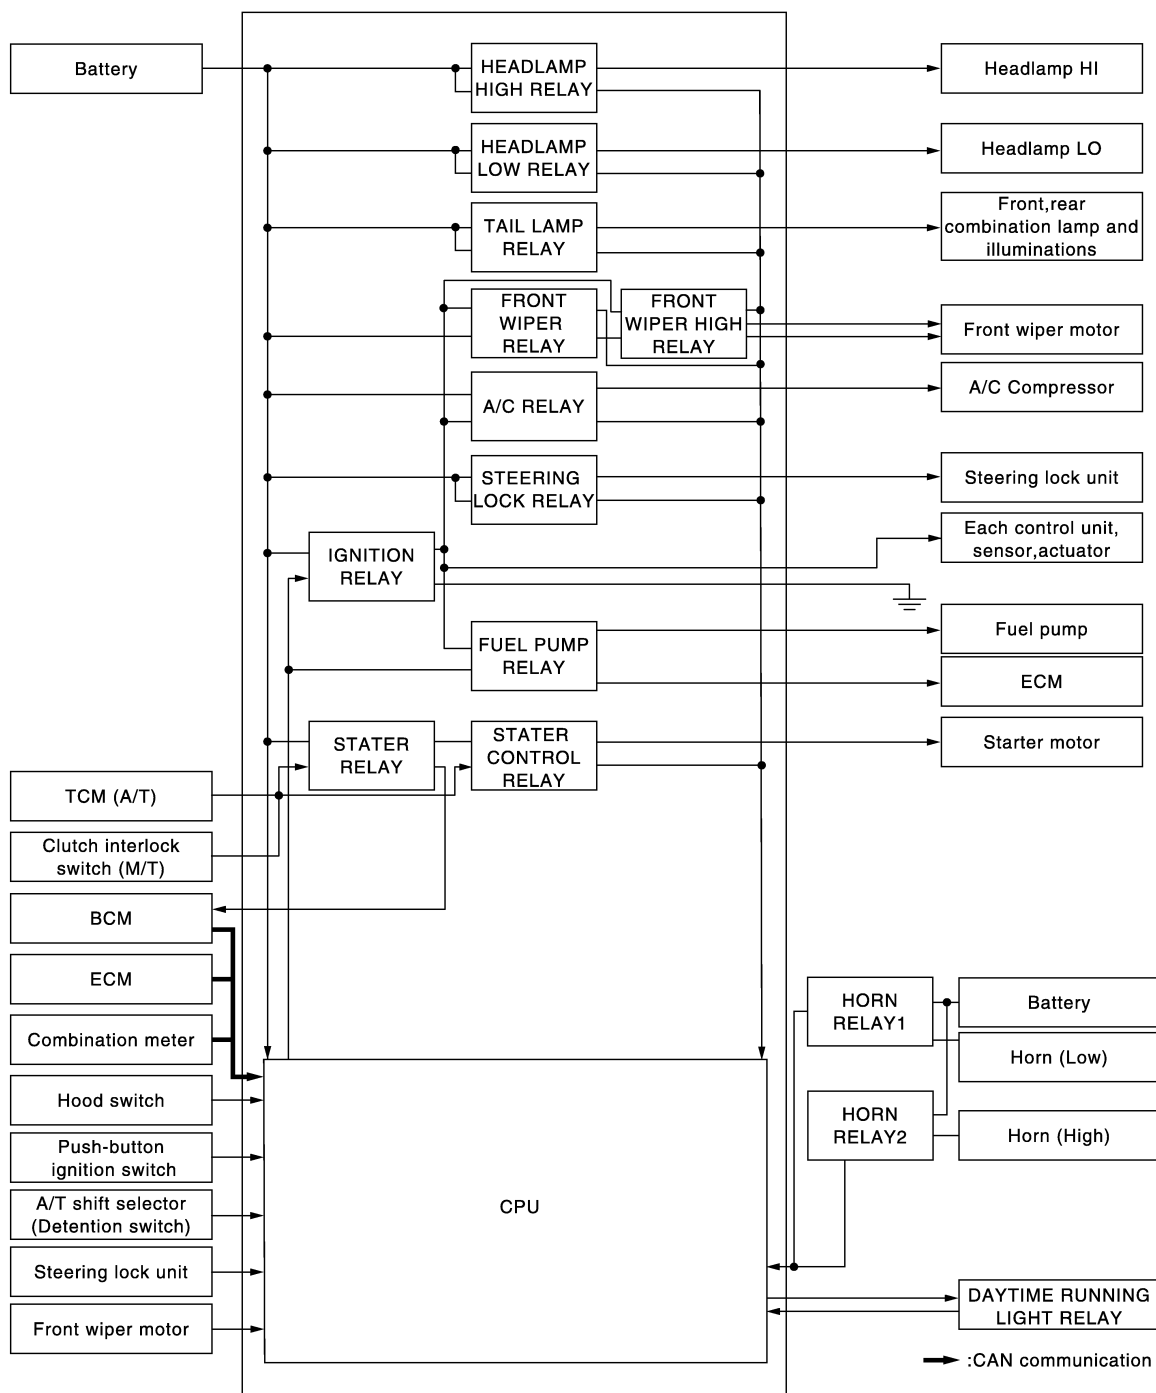 Battery
HEADLAMP
HIGH RELAY
Headlamp HI
HEADLAMP
LOW RELAY
Headlamp LO
TAIL LAMP
RELAY
Front,rear
combination lamp and
illuminations
FRONT
WIPER
RELAY
FRONT
WIPER HIGH
RELAY
Front wiper motor
A/C RELAY
A/C Compressor
STEERING
LOCK RELAY
Steering lock unit
IGNITION
RELAY
Each control unit,
sensor,actuator
FUEL PUMP
RELAY
Fuel pump
ECM
STATER
RELAY
STATER
CONTROL
RELAY
Starter motor
TCM (A/T)
Clutch interlock
switch (M/T)
BCM
ECM
Combination meter
Hood switch
Push-button
ignition switch
A/T shift selector
(Detention switch)
Steering lock unit
Front wiper motor
CPU
HORN
RELAY1
Battery
Horn (Low)
HORN
RELAY2
Horn (High)
DAYTIME RUNNING
LIGHT RELAY
:CAN communication